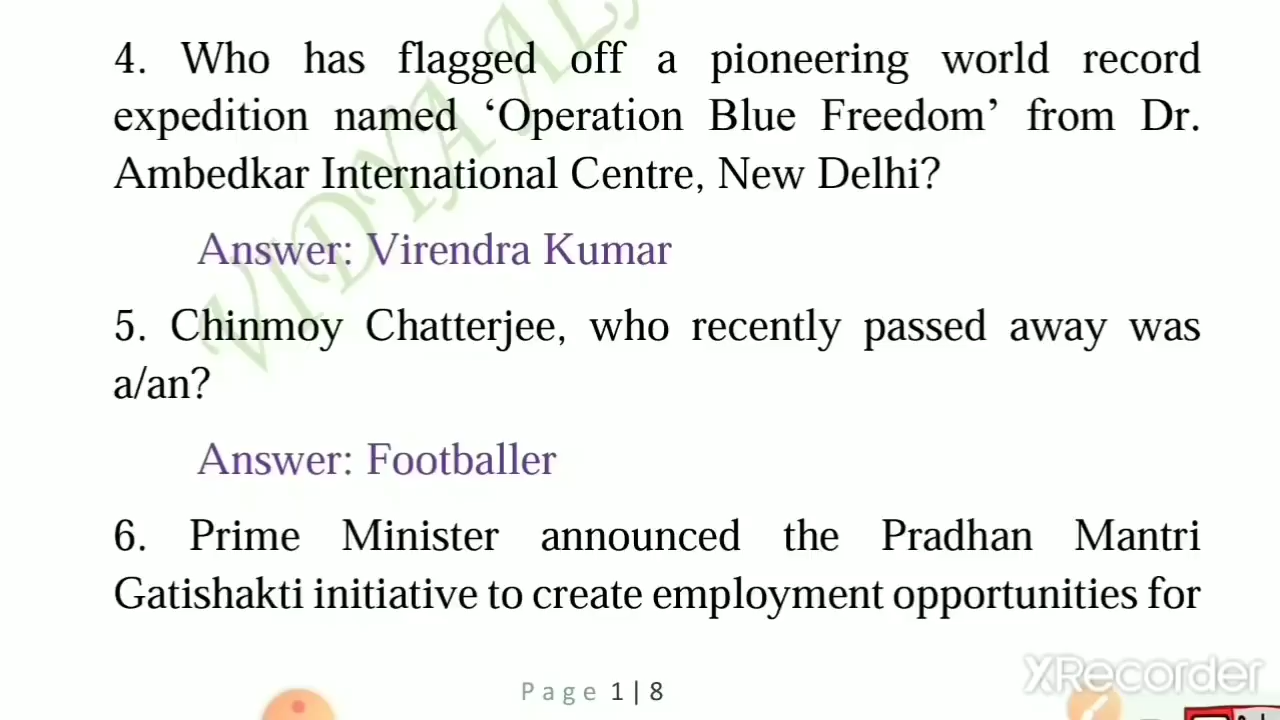 4. Who has flagged off a pioneering world record
expedition named ‘Operation Blue Freedom’ from Dr.
Ambedkar International Centre, New Delhi?
Answer: Virendra Kumar
5. Chinmoy Chatterjee, who recently passed away was
a/an?
Answer: Footballer
6. Prime Minister announced the Pradhan Mantri
Gatishakti initiative to create employment opportunities for
Page 1|8
XRecorder